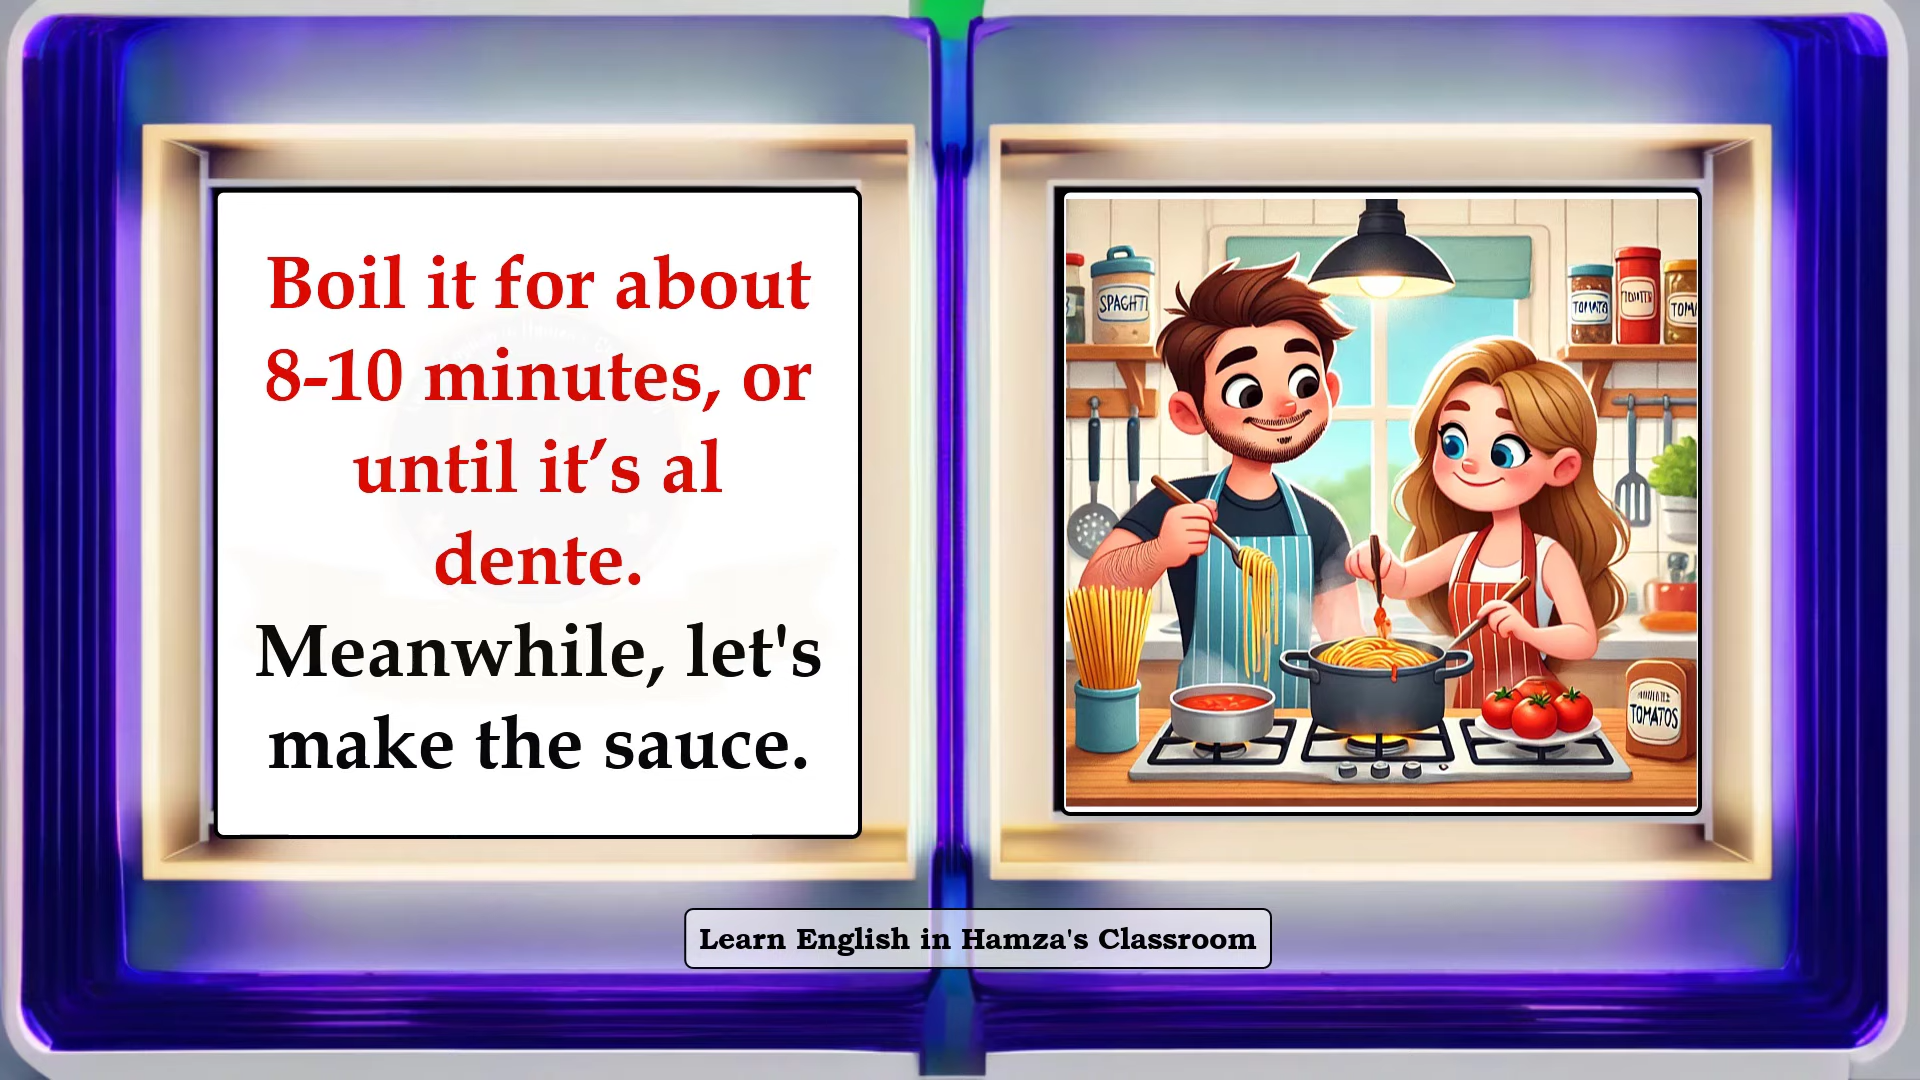 Boil it for about
8-10 minutes, or
until it’s al
dente.
Meanwhile, let's
make the sauce.
SPAGHTI
TOMATO
TOMATOS
Learn English in Hamza's Classroom